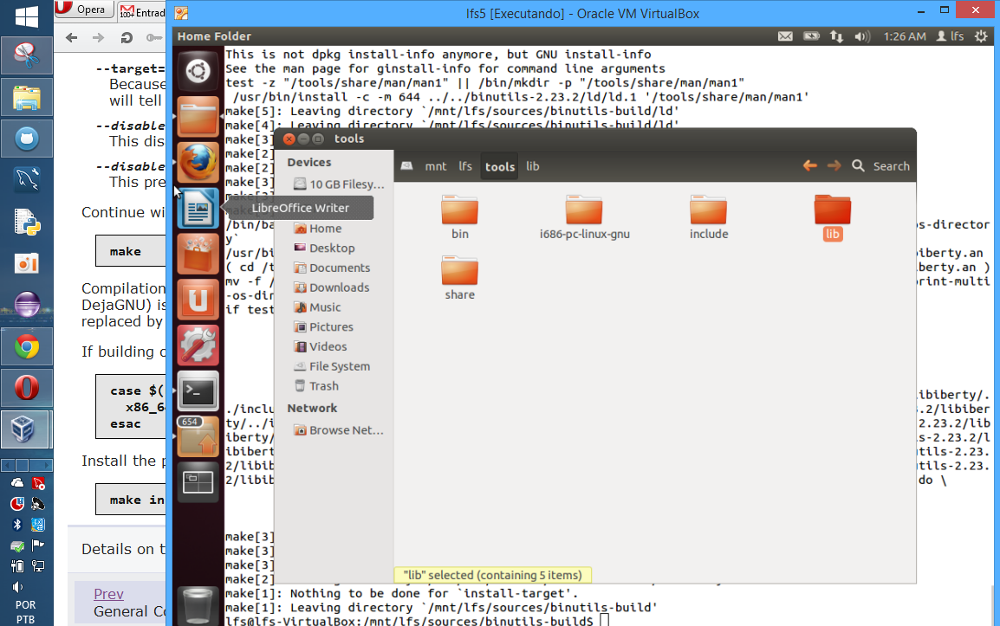 Opera
100+
Entrad
lfs5 [Executando] - Oracle VM VirtualBox
Home Folder
1:26 AM
lfs
--target=
Because
will tell
--disable
This dis
--disable
This pre
Continue wi
make
Compilation
DejaGNU) is
replaced by
If building o
case $(
x86_6
esac
Install the p
make in
Details on t
Prev
General Co
POR
PTB
This is not dpkg install-info anymore, but GNU install-info
See the man page for ginstall-info for command line arguments
test -z "/tools/share/man/man1" || /bin/mkdir -p "/tools/share/man/man1"
/usr/bin/install -c -m 644 ../../binutils-2.23.2/ld/ld.1 '/tools/share/man/man1'
make[5]: Leaving directory `/mnt/lfs/sources/binutils-build/ld'
make[4]: Leaving directory `/mnt/lfs/sources/binutils-build/ld'
make[3]
make[2]
make[2]
make[3]
make[3]
/bin/ba
os-director
y`
/usr/bi
biberty.an
( cd /t
berty.an )
mv -f /
rint-multi
-os-dir
if test
ibiberty/.
./inclu
3.2/libiber
ty/../i
2.23.2/lib
iberty/
ls-2.23.2/l
ibibert
utils-2.23.
2/libib
utils-2.23.
2/libib
do \
make[3]
make[3]
make[3]
make[2]
make[1]: Nothing to be done for `install-target'.
make[1]: Leaving directory `/mnt/lfs/sources/binutils-build'
lfs@lfs-VirtualBox:/mnt/lfs/sources/binutils-build$
LibreOffice Writer
654
tools
Devices
10 GB Filesy...
Home
Desktop
Documents
Downloads
Music
Pictures
Videos
File System
Trash
Network
Browse Net...
mnt
lfs
tools
lib
Search
bin
i686-pc-linux-gnu
include
lib
share
"lib" selected (containing 5 items)